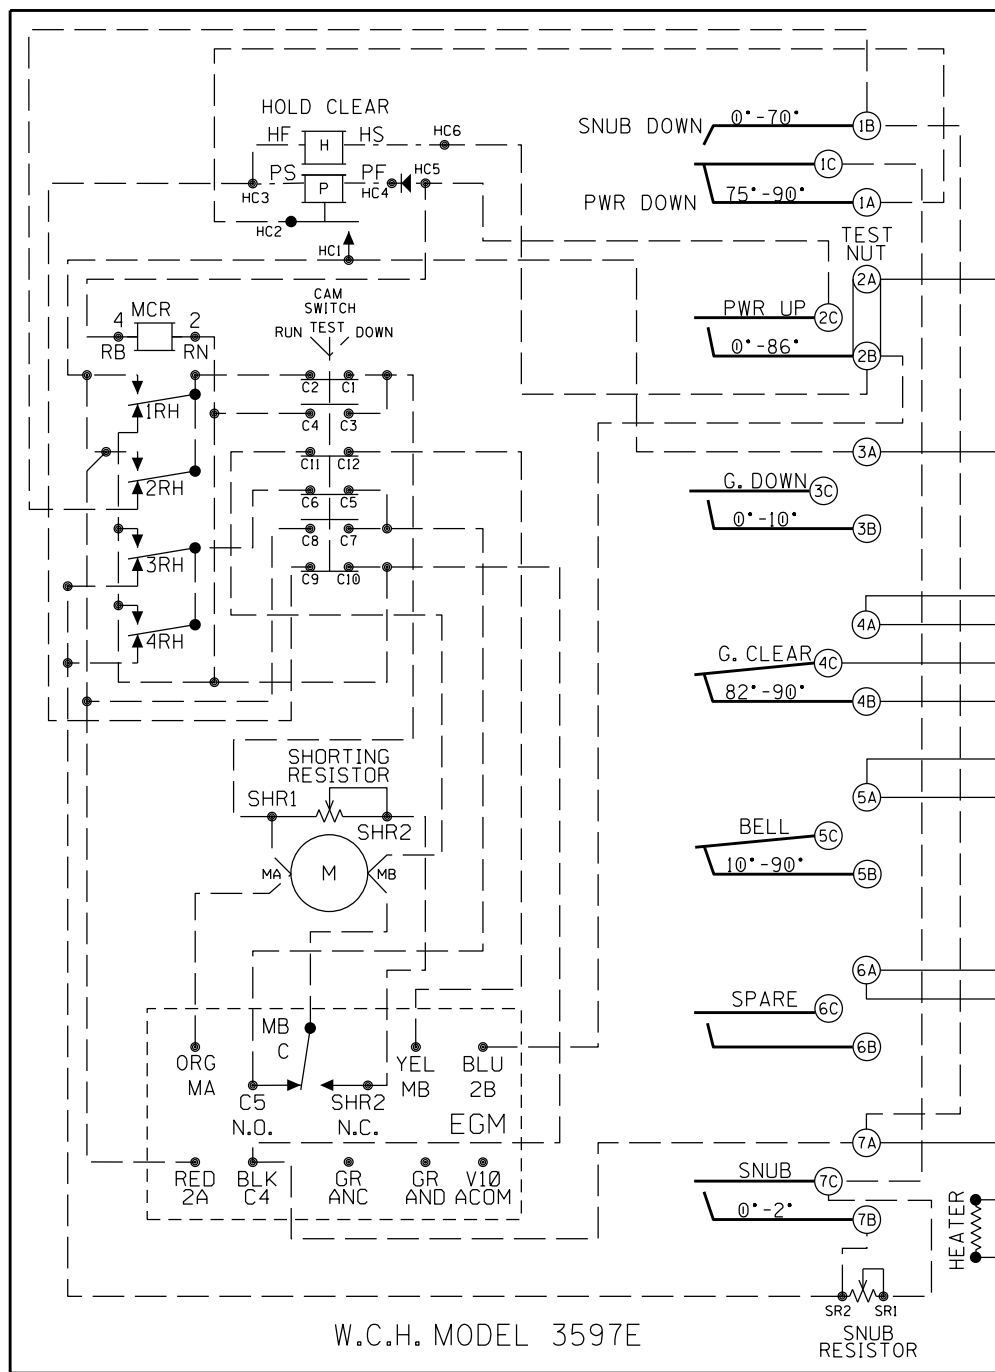 HOLD CLEAR
HF H HS HC6
PS P PF
HC3 HC4 HC5
HC2
HC1
SNUB DOWN 0°-70° 1B
1C
PWR DOWN 75°-90° 1A
TEST
NUT
2A
PWR UP 2C
0°-86° 2B
CAM
SWITCH
RUN TEST DOWN
4 MCR 2
RB RN
C2 C1
1RH C4 C3
C11 C12 3A
2RH C6 C5 G.DOWN 3C
C8 C7 0°-10° 3B
3RH C9 C10
4RH
4A
G.CLEAR 4C
82°-90° 4B
SHORTING
RESISTOR
SHR1 SHR2
MA M MB
5A
BELL 5C
10°-90° 5B
6A
SPARE 6C
6B
MB
C
ORG
MA
YEL
MB
BLU
2B
C5
N.O.
SHR2
N.C.
EGM
RED
2A
BLK
C4
GR
ANC
GR
AND
V10
ACOM
7A
SNUB 7C
0°-2° 7B
HEATER
SR2 SR1
SNUB
RESISTOR
W.C.H. MODEL 3597E